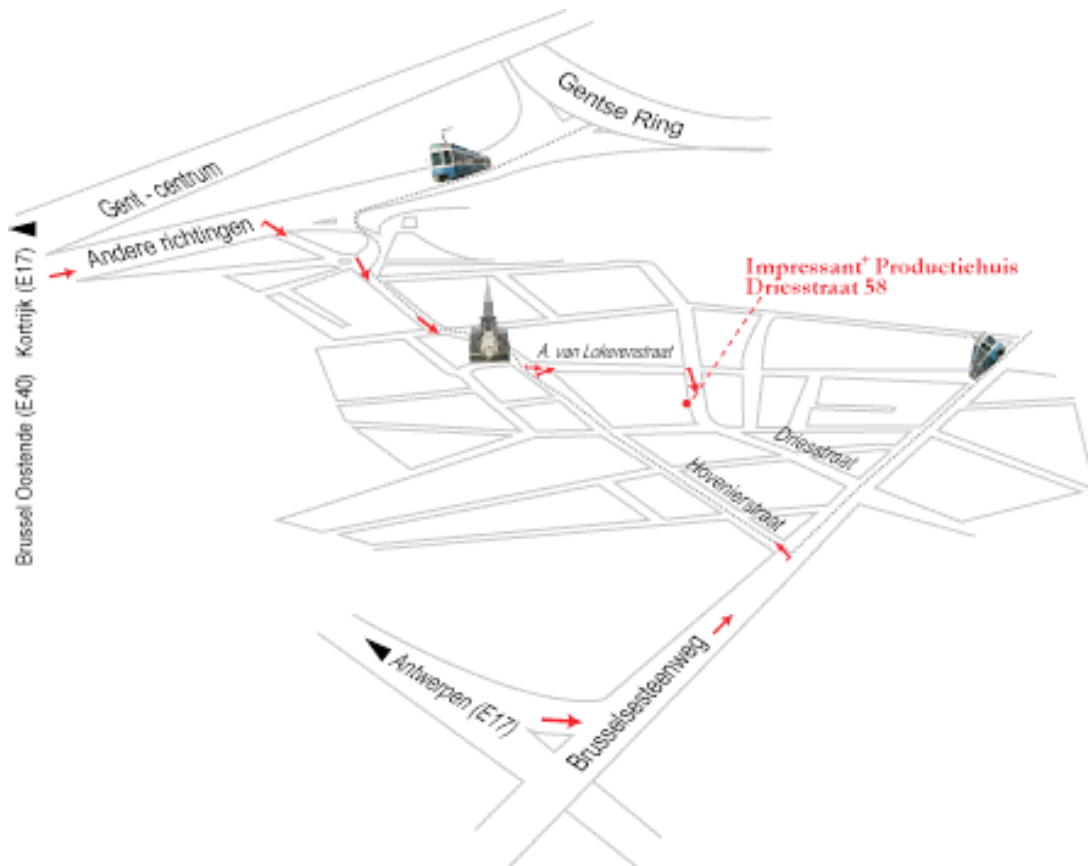 Gentse Ring
Gent - centrum
Andere richtingen
Brussel Oostende (E40) Kortrijk (E17)
Impressant+ Productiehuis
Driesstraat 58
A. van Lokerenstraat
Driesstraat
Hovenierstraat
Antwerpen (E17)
Brusselsesteenweg